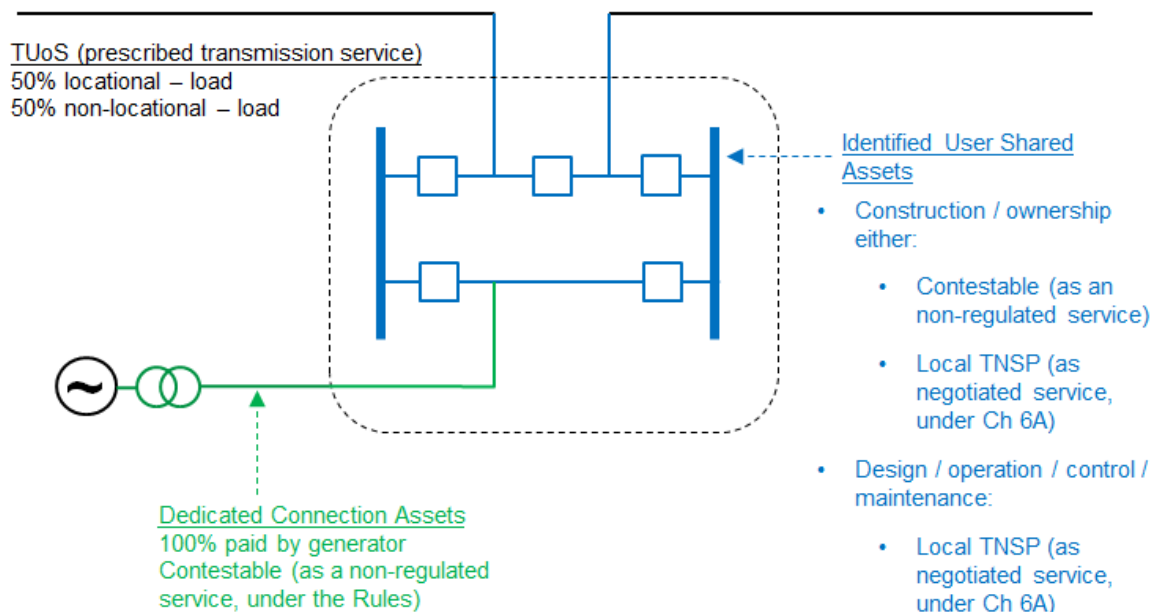 TUoS (prescribed transmission service)
50% locational – load
50% non-locational – load
Identified User Shared
Assets
• Construction / ownership
either:
• Contestable (as an
non-regulated service)
• Local TNSP (as
negotiated service,
under Ch 6A)
• Design / operation / control /
maintenance:
• Local TNSP (as
negotiated service,
under Ch 6A)
~
Dedicated Connection Assets
100% paid by generator
Contestable (as a non-regulated
service, under the Rules)